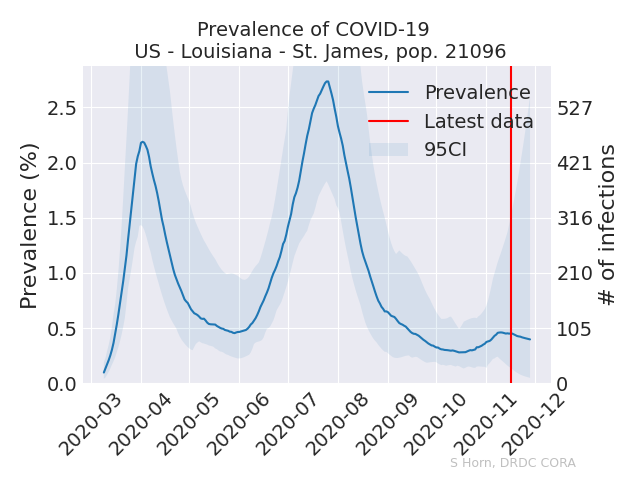 Prevalence of COVID-19
US - Louisiana - St. James, pop. 21096
Prevalence
Latest data
95CI
Prevalence (%)
2.5
2.0
1.5
1.0
0.5
0.0
527
421
316
210
105
0
# of infections
2020-03
2020-04
2020-05
2020-06
2020-07
2020-08
2020-09
2020-10
2020-11
2020-12
S Horn, DRDC CORA